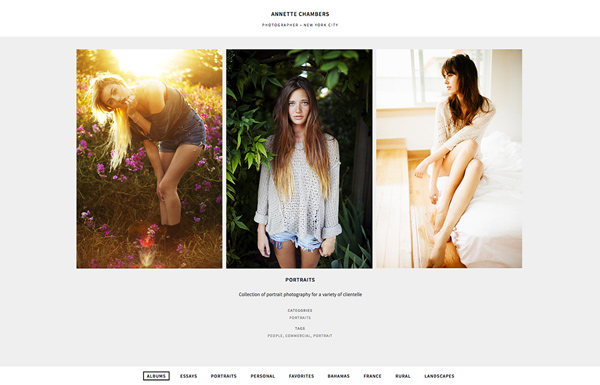 ANNETTE CHAMBERS
PHOTOGRAPHER – NEW YORK CITY
PORTRAITS
Collection of portrait photography for a variety of clientelle
CATEGORIES
PORTRAITS
TAGS
PEOPLE, COMMERCIAL, PORTRAIT
ALBUMS ESSAYS PORTRAITS PERSONAL FAVORITES BAHAMAS FRANCE RURAL LANDSCAPES